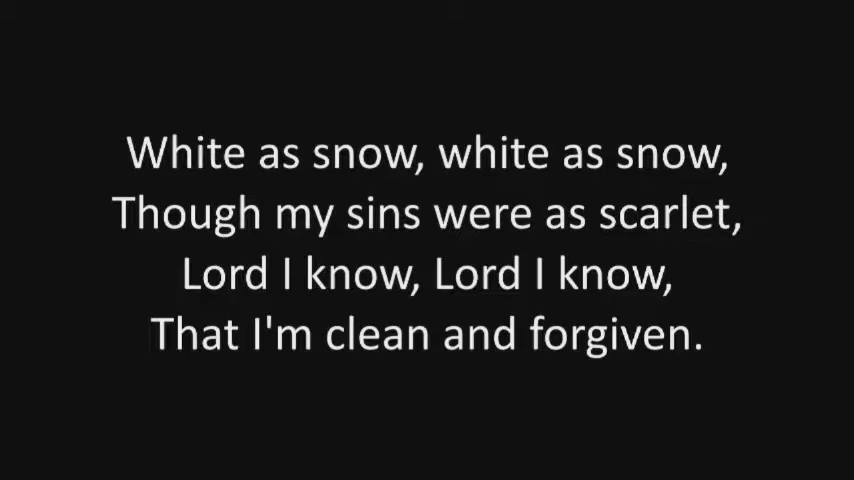 White as snow, white as snow,
Though my sins were as scarlet,
Lord I know, Lord I know,
That I'm clean and forgiven.